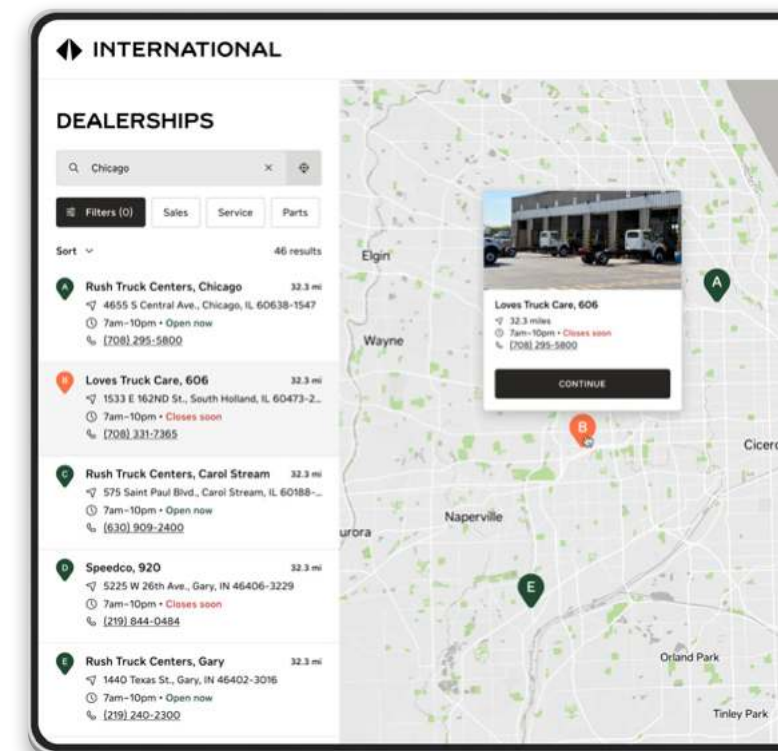 INTERNATIONAL
DEALERSHIPS
Chicago
Filters (0)
Sales
Service
Parts
Sort
46 results
A
Rush Truck Centers, Chicago
32.3 mi
4655 S Central Ave., Chicago, IL 60638-1547
7am–10pm • Open now
(708) 295-5800
B
Loves Truck Care, 606
32.3 mi
1533 E 162ND St., South Holland, IL 60473-2...
7am–10pm • Closes soon
(708) 331-7365
C
Rush Truck Centers, Carol Stream
32.3 mi
575 Saint Paul Blvd., Carol Stream, IL 60188-...
7am–10pm • Open now
(630) 909-2400
D
Speedco, 920
32.3 mi
5225 W 26th Ave., Gary, IN 46406-3229
7am–10pm • Closes soon
(219) 844-0484
E
Rush Truck Centers, Gary
32.3 mi
1440 Texas St., Gary, IN 46402-3016
7am–10pm • Open now
(219) 240-2300
Elgin
Wayne
Loves Truck Care, 606
32.3 miles
7am–10pm • Closes soon
(708) 295-5800
CONTINUE
A
B
Cicero
Naperville
urora
E
Orland Park
Tinley Park